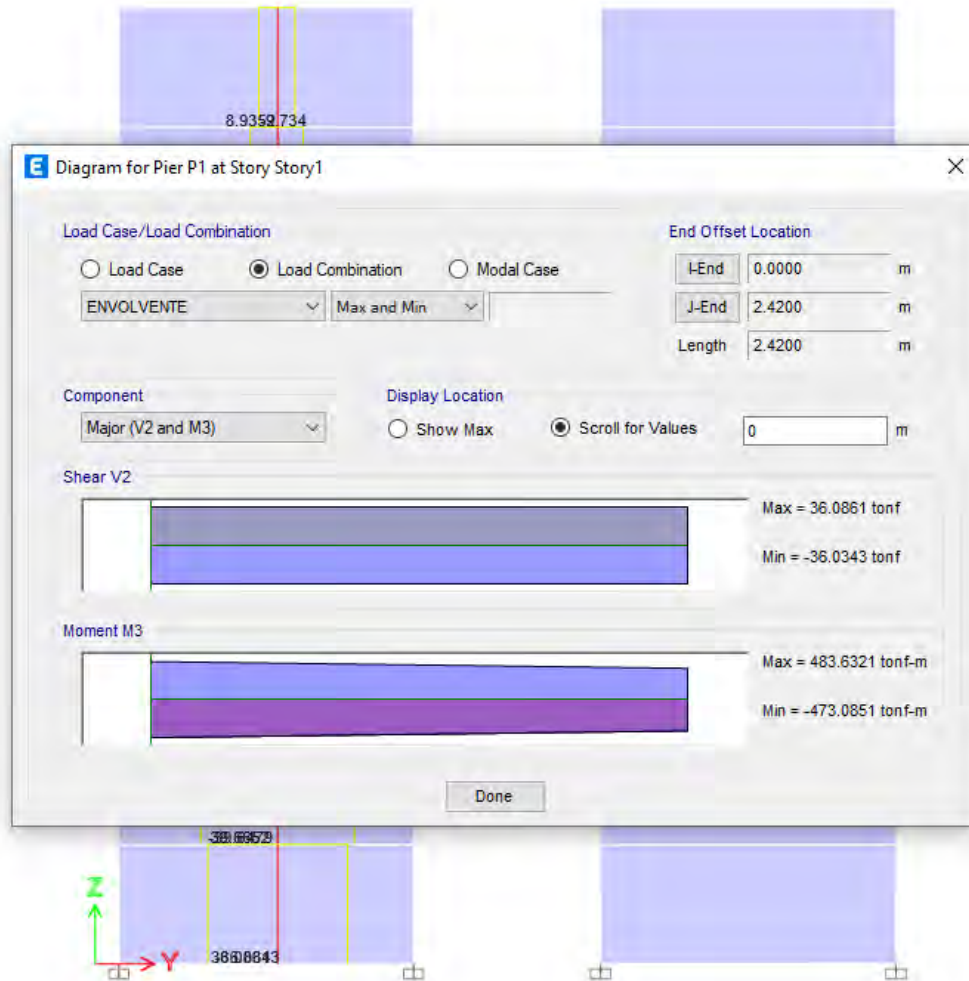 Diagram for Pier P1 at Story Story1
Load Case/Load Combination
Load Case
Load Combination
Modal Case
ENVOLVENTE
Max and Min
End Offset Location
I-End 0.0000 m
J-End 2.4200 m
Length 2.4200 m
Component
Major (V2 and M3)
Display Location
Show Max
Scroll for Values
0 m
Shear V2
Max = 36.0861 tonf
Min = -36.0343 tonf
Moment M3
Max = 483.6321 tonf-m
Min = -473.0851 tonf-m
Done
Z
Y